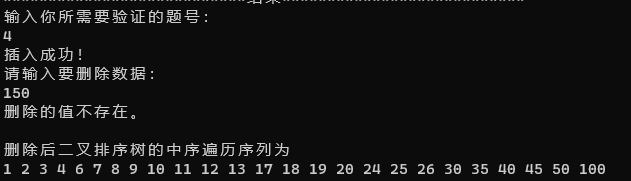 输入你所需要验证的题号:
4
插入成功!
请输入要删除数据:
150
删除的值不存在。
删除后二叉排序树的中序遍历序列为
1 2 3 4 6 7 8 9 10 11 12 13 17 18 19 20 24 25 26 30 35 40 45 50 100